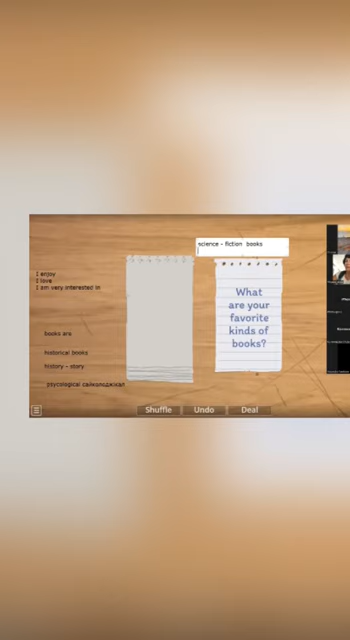 science - fiction books
I enjoy
I love
I am very interested in
What
are your
favorite
kinds of
books?
books are
historical books
history - story
psycological сайколоджікал
Shuffle
Undo
Deal